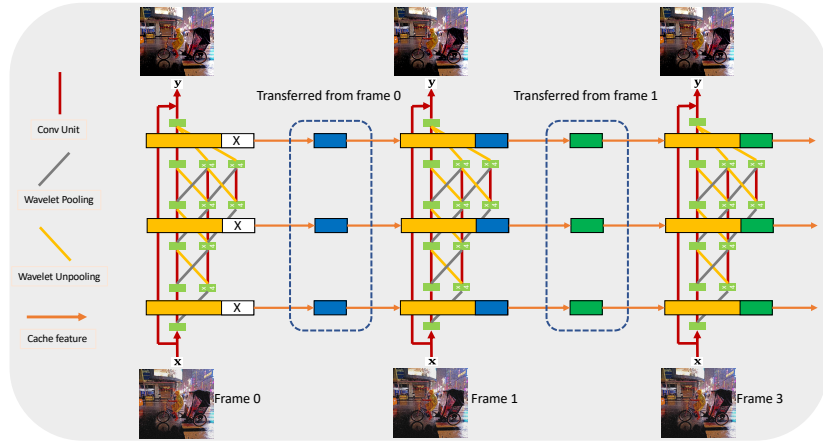 y
y
y
Transferred from frame 0
Transferred from frame 1
Conv Unit
X
Wavelet Pooling
X
Wavelet Unpooling
X
Cache feature
x
x
x
Frame 0
Frame 1
Frame 3